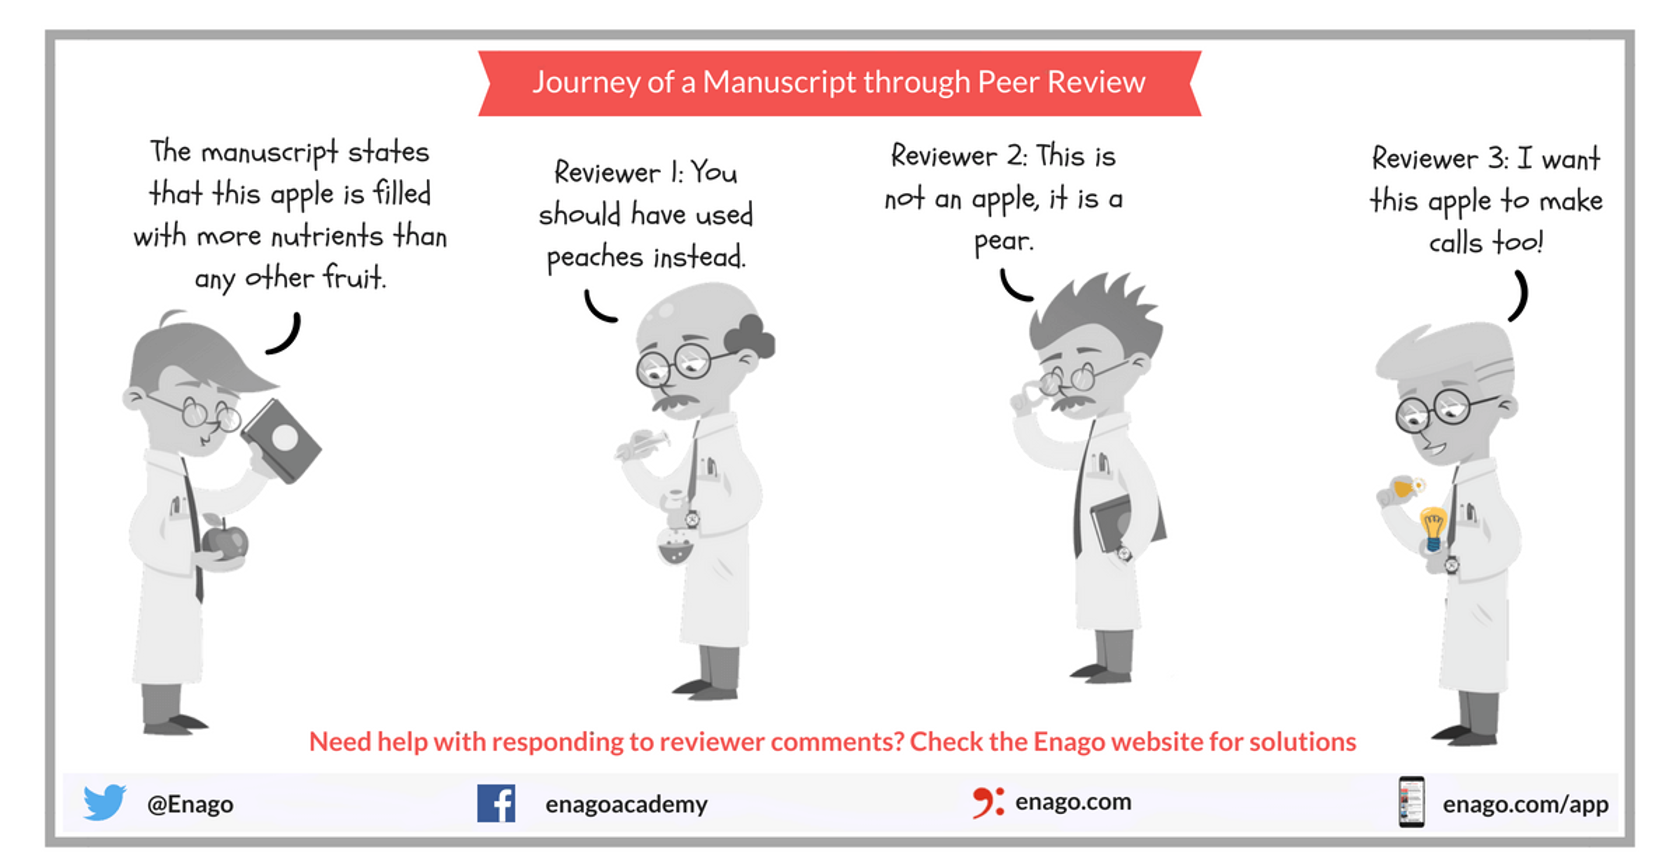 Journey of a Manuscript through Peer Review
The manuscript states
that this apple is filled
with more nutrients than
any other fruit.
Reviewer 1: You
should have used
peaches instead.
Reviewer 2: This is
not an apple, it is a
pear.
Reviewer 3: I want
this apple to make
calls too!
Need help with responding to reviewer comments? Check the Enago website for solutions
@Enago
enagoacademy
enago.com
enago.com/app